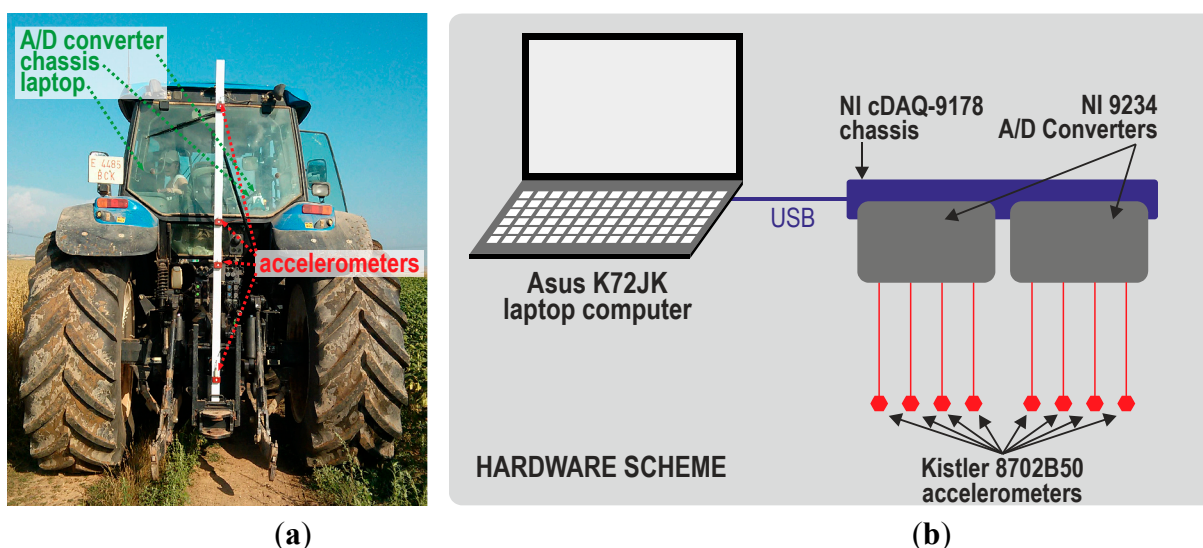 A/D converter
chassis
laptop
E 4485
BCK
accelerometers
(a)
NI cDAQ-9178
chassis
NI 9234
A/D Converters
USB
Asus K72JK
laptop computer
HARDWARE SCHEME
Kistler 8702B50
accelerometers
(b)